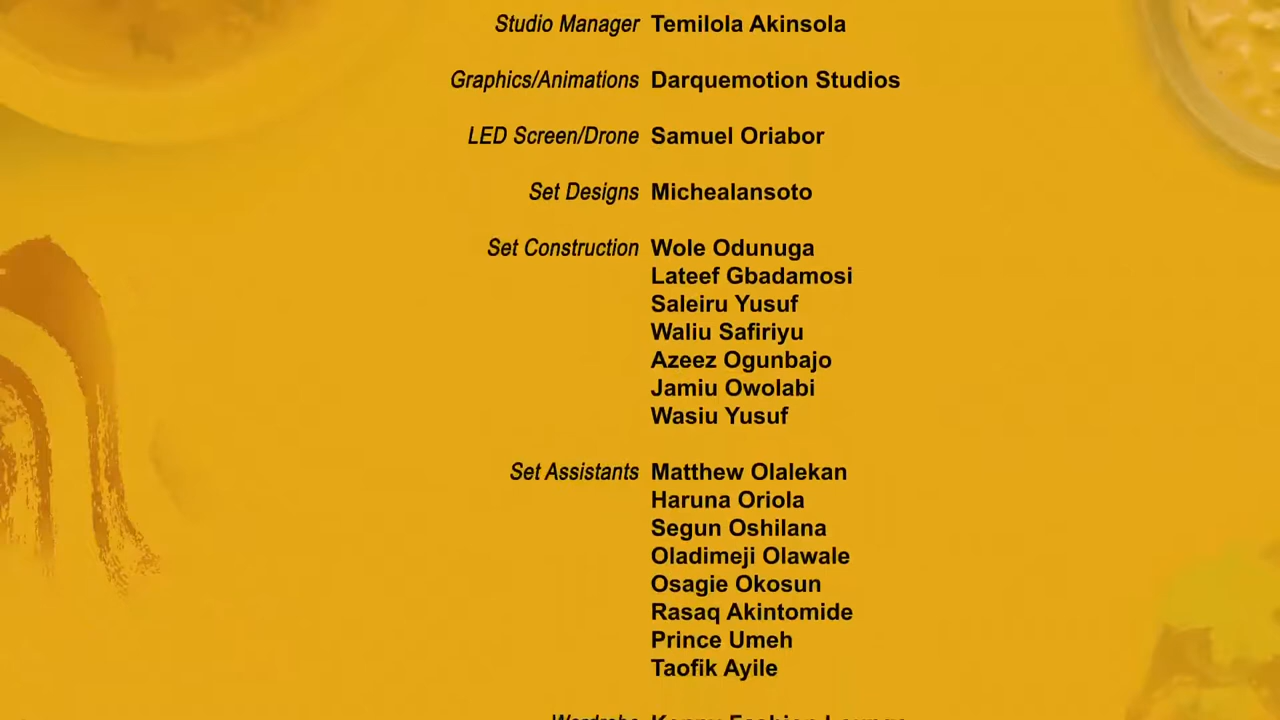 Studio Manager Temilola Akinsola
Graphics/Animations Darquemotion Studios
LED Screen/Drone Samuel Oriabor
Set Designs Michealansoto
Set Construction Wole Odunuga
Lateef Gbadamosi
Saleiru Yusuf
Waliu Safiriyu
Azeez Ogunbajo
Jamiu Owolabi
Wasiu Yusuf
Set Assistants Matthew Olalekan
Haruna Oriola
Segun Oshilana
Oladimeji Olawale
Osagie Okosun
Rasaq Akintomide
Prince Umeh
Taofik Ayile